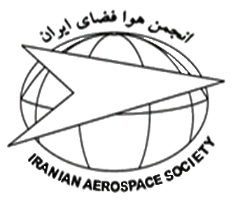 انجمن هوا فضای ایران
IRANIAN AEROSPACE SOCIETY